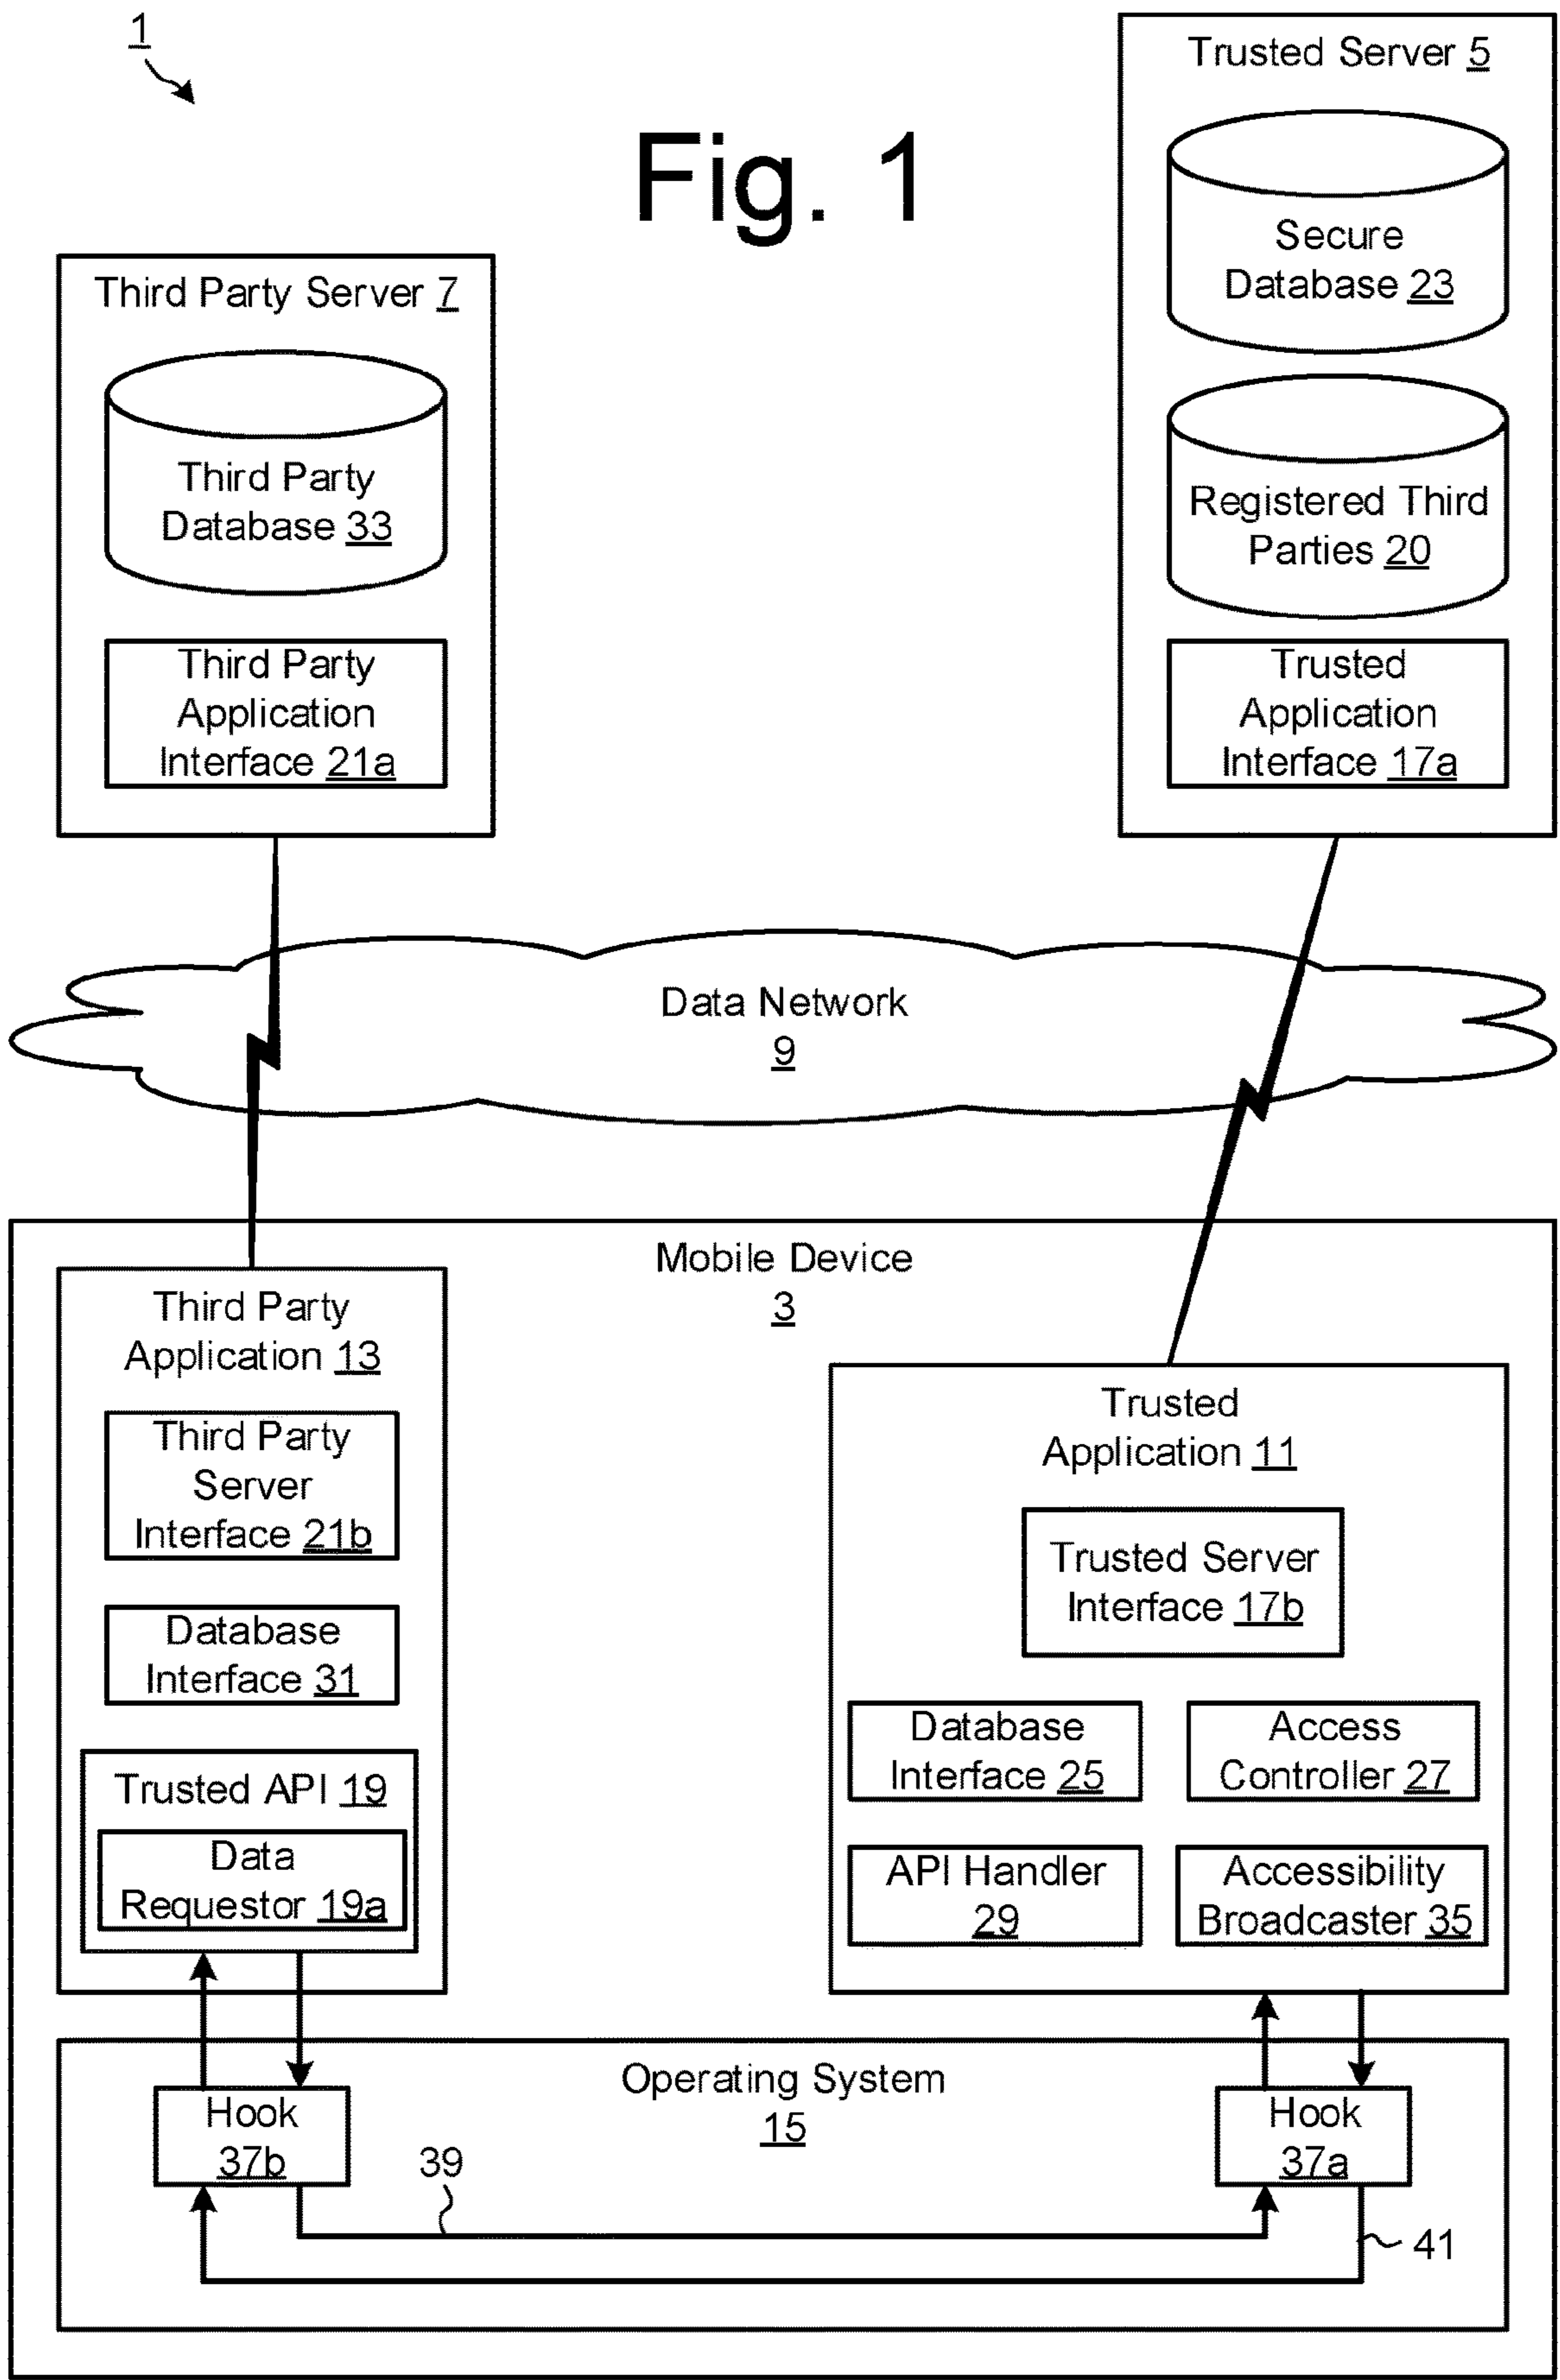 1
Fig. 1
Trusted Server 5
Secure
Database 23
Registered Third
Parties 20
Trusted
Application
Interface 17a
Third Party Server 7
Third Party
Database 33
Third Party
Application
Interface 21a
Data Network
9
Mobile Device
3
Third Party
Application 13
Third Party
Server
Interface 21b
Database
Interface 31
Trusted API 19
Data
Requestor 19a
Trusted
Application 11
Trusted Server
Interface 17b
Database
Interface 25
Access
Controller 27
API Handler
29
Accessibility
Broadcaster 35
Operating System
15
Hook
37b
Hook
37a
39
41